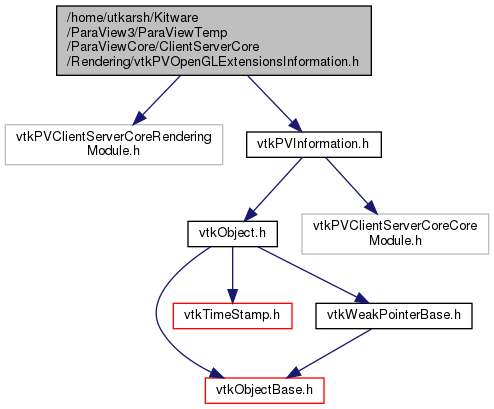 /home/utkarsh/Kitware
/ParaView3/ParaViewTemp
/ParaViewCore/ClientServerCore
/Rendering/vtkPVOpenGLExtensionsInformation.h
vtkPVClientServerCoreRendering
Module.h
vtkPVInformation.h
vtkObject.h
vtkPVClientServerCoreCore
Module.h
vtkTimeStamp.h
vtkWeakPointerBase.h
vtkObjectBase.h